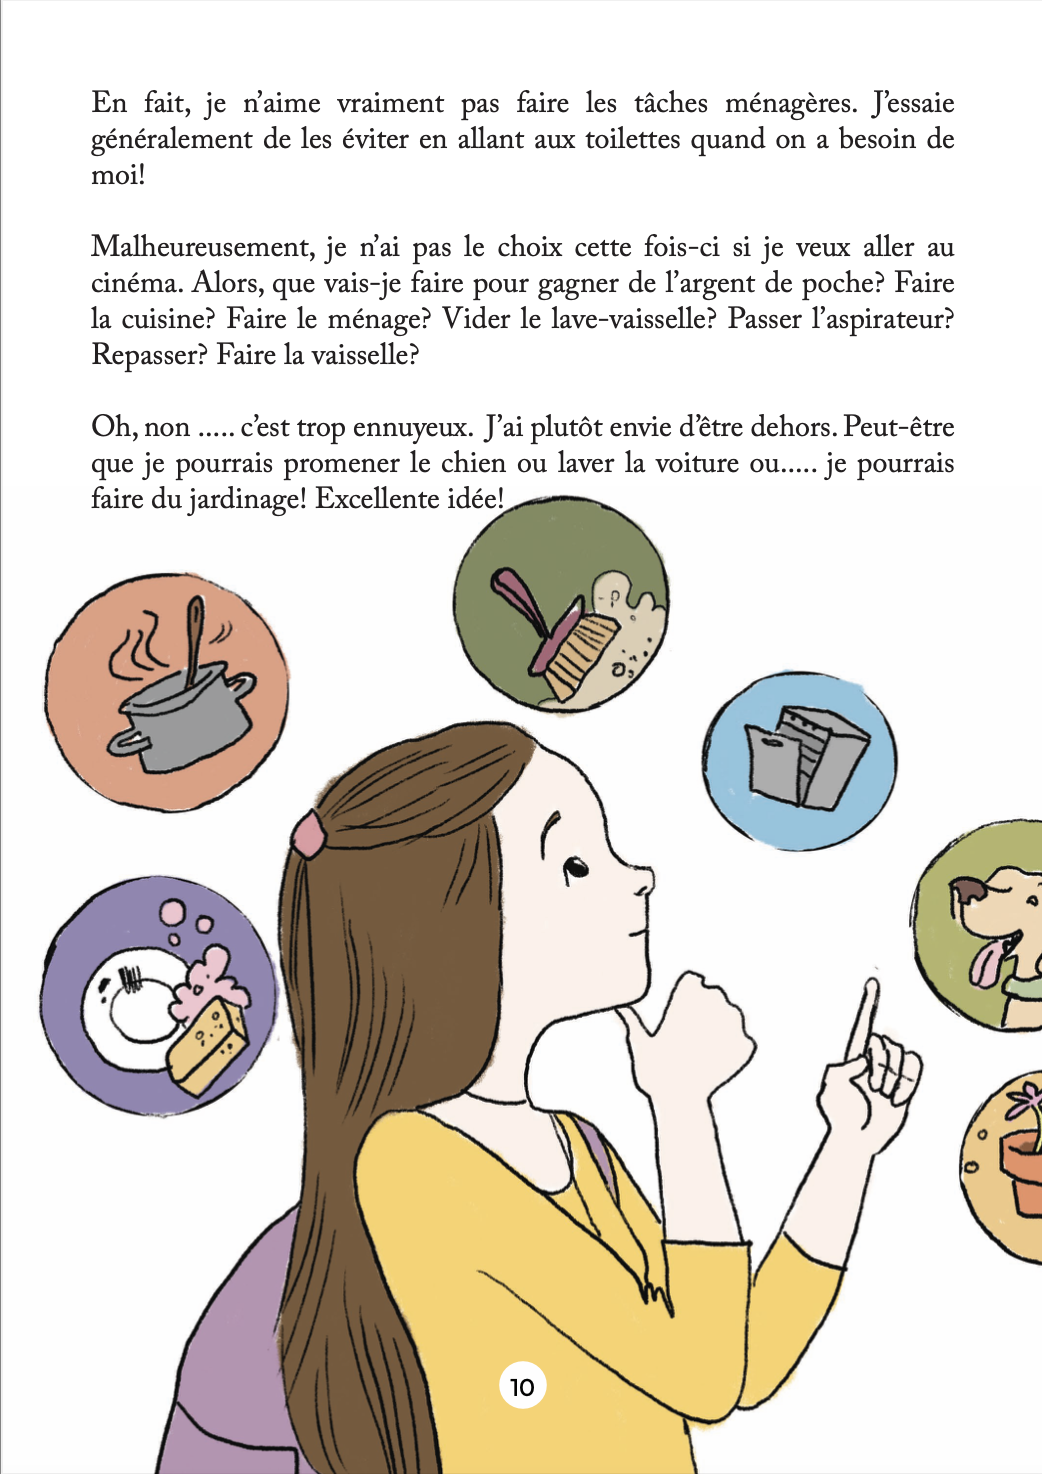 En fait, je n’aime vraiment pas faire les tâches ménagères. J’essaie
généralement de les éviter en allant aux toilettes quand on a besoin de
moi!
Malheureusement, je n’ai pas le choix cette fois-ci si je veux aller au
cinéma. Alors, que vais-je faire pour gagner de l’argent de poche? Faire
la cuisine? Faire le ménage? Vider le lave-vaisselle? Passer l’aspirateur?
Repasser? Faire la vaisselle?
Oh, non ..... c’est trop ennuyeux. J’ai plutôt envie d’être dehors. Peut-être
que je pourrais promener le chien ou laver la voiture ou..... je pourrais
faire du jardinage! Excellente idée!
10